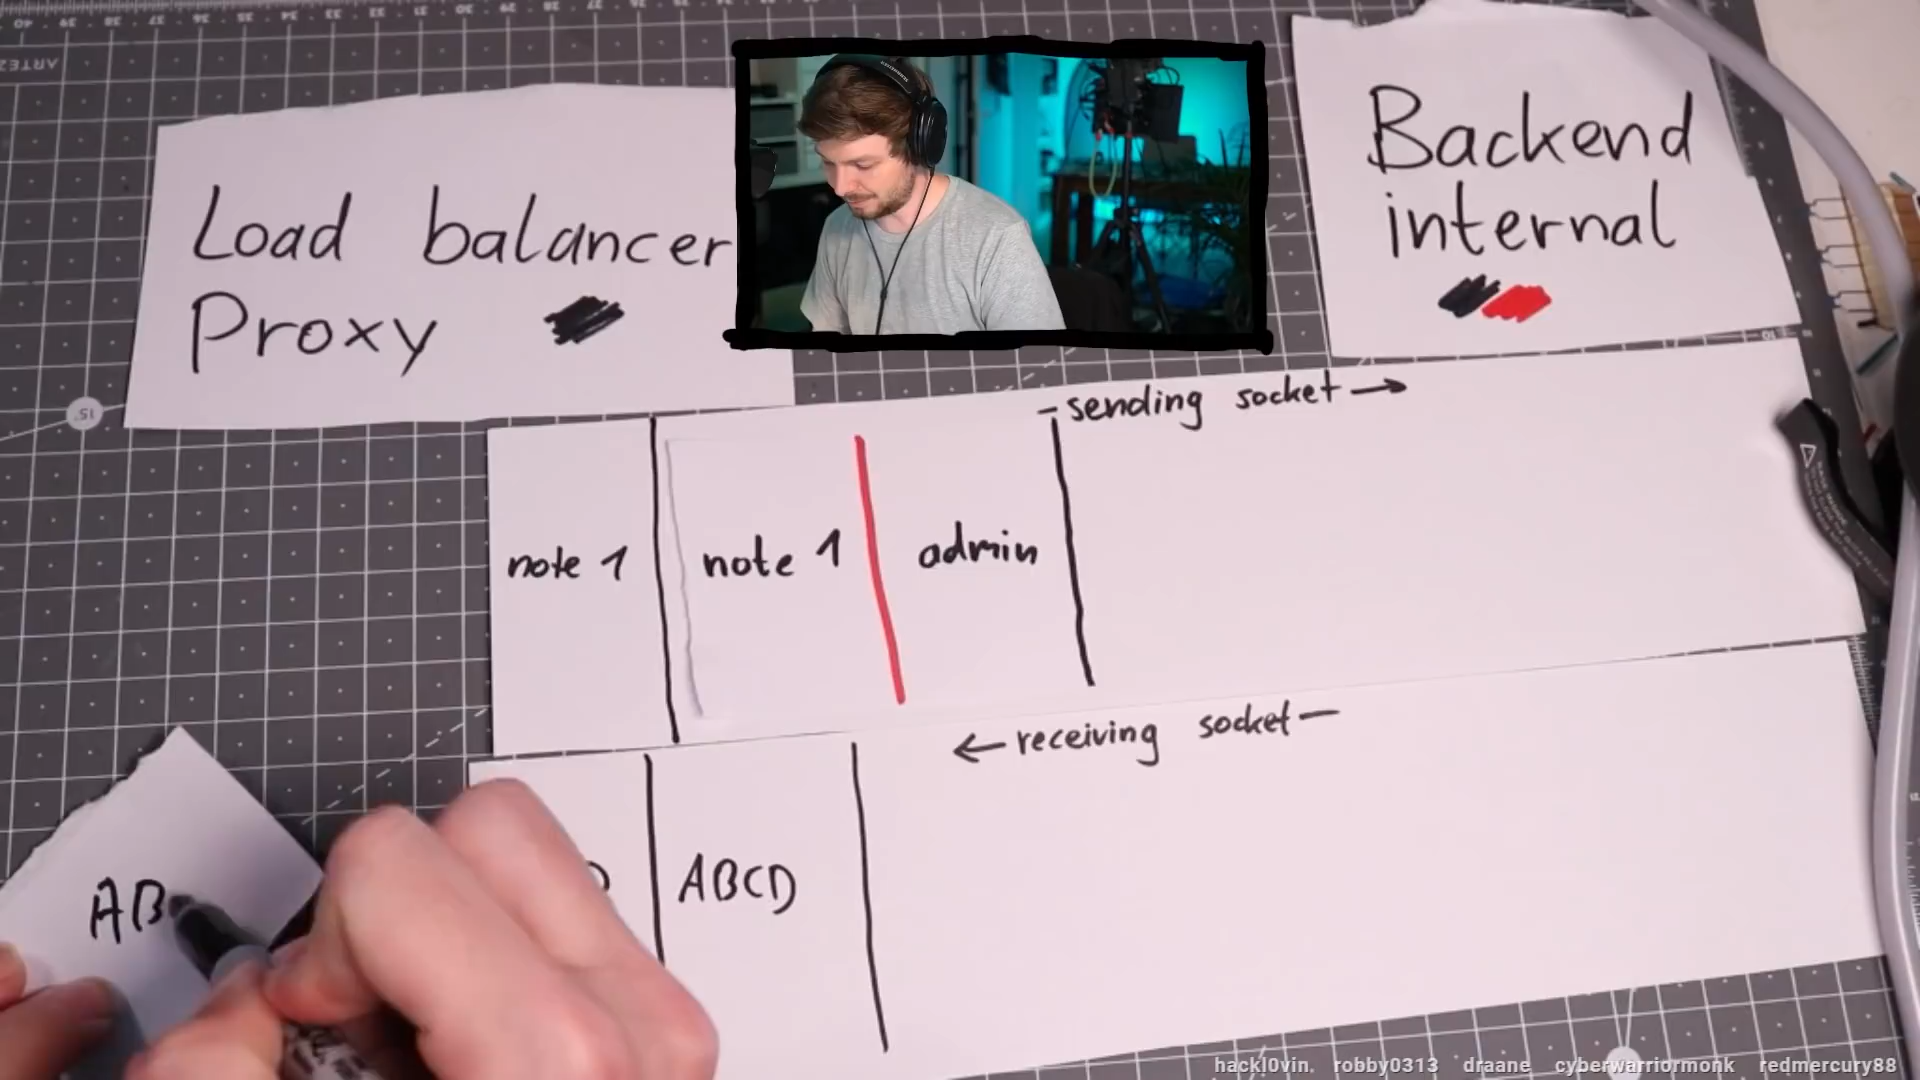 Load balancer
Proxy
Backend
internal
sending socket →
note 1
note 1
admin
← receiving socket
ABCD
AB
hackl0vin. robby0313 draane cyberwarriormonk redmercury88